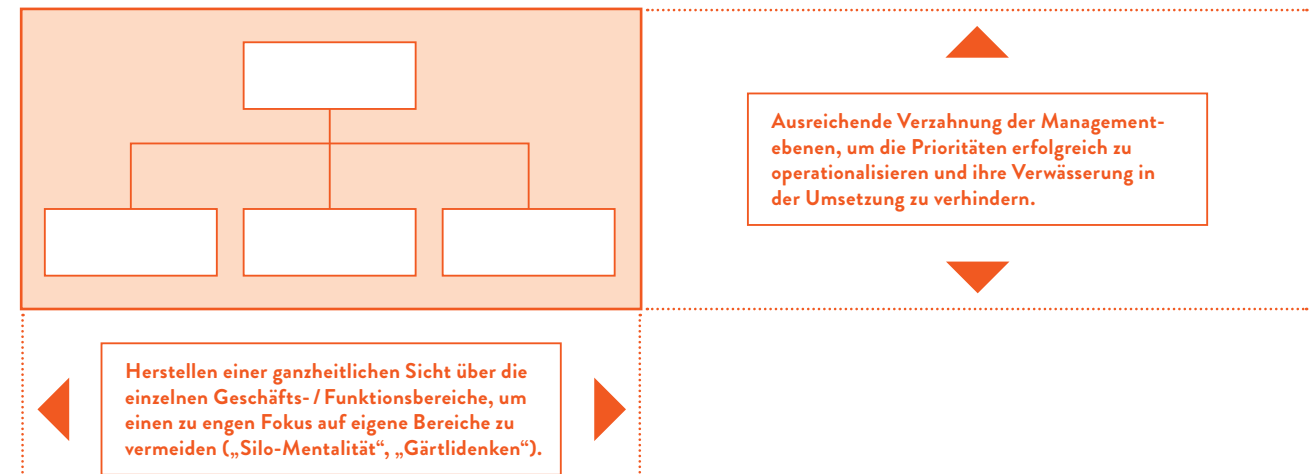 Ausreichende Verzahnung der Management-
ebenen, um die Prioritäten erfolgreich zu
operationalisieren und ihre Verwässerung in
der Umsetzung zu verhindern.
Herstellen einer ganzheitlichen Sicht über die
einzelnen Geschäfts- / Funktionsbereiche, um
einen zu engen Fokus auf eigene Bereiche zu
vermeiden („Silo-Mentalität“, „Gärtlidenken“).